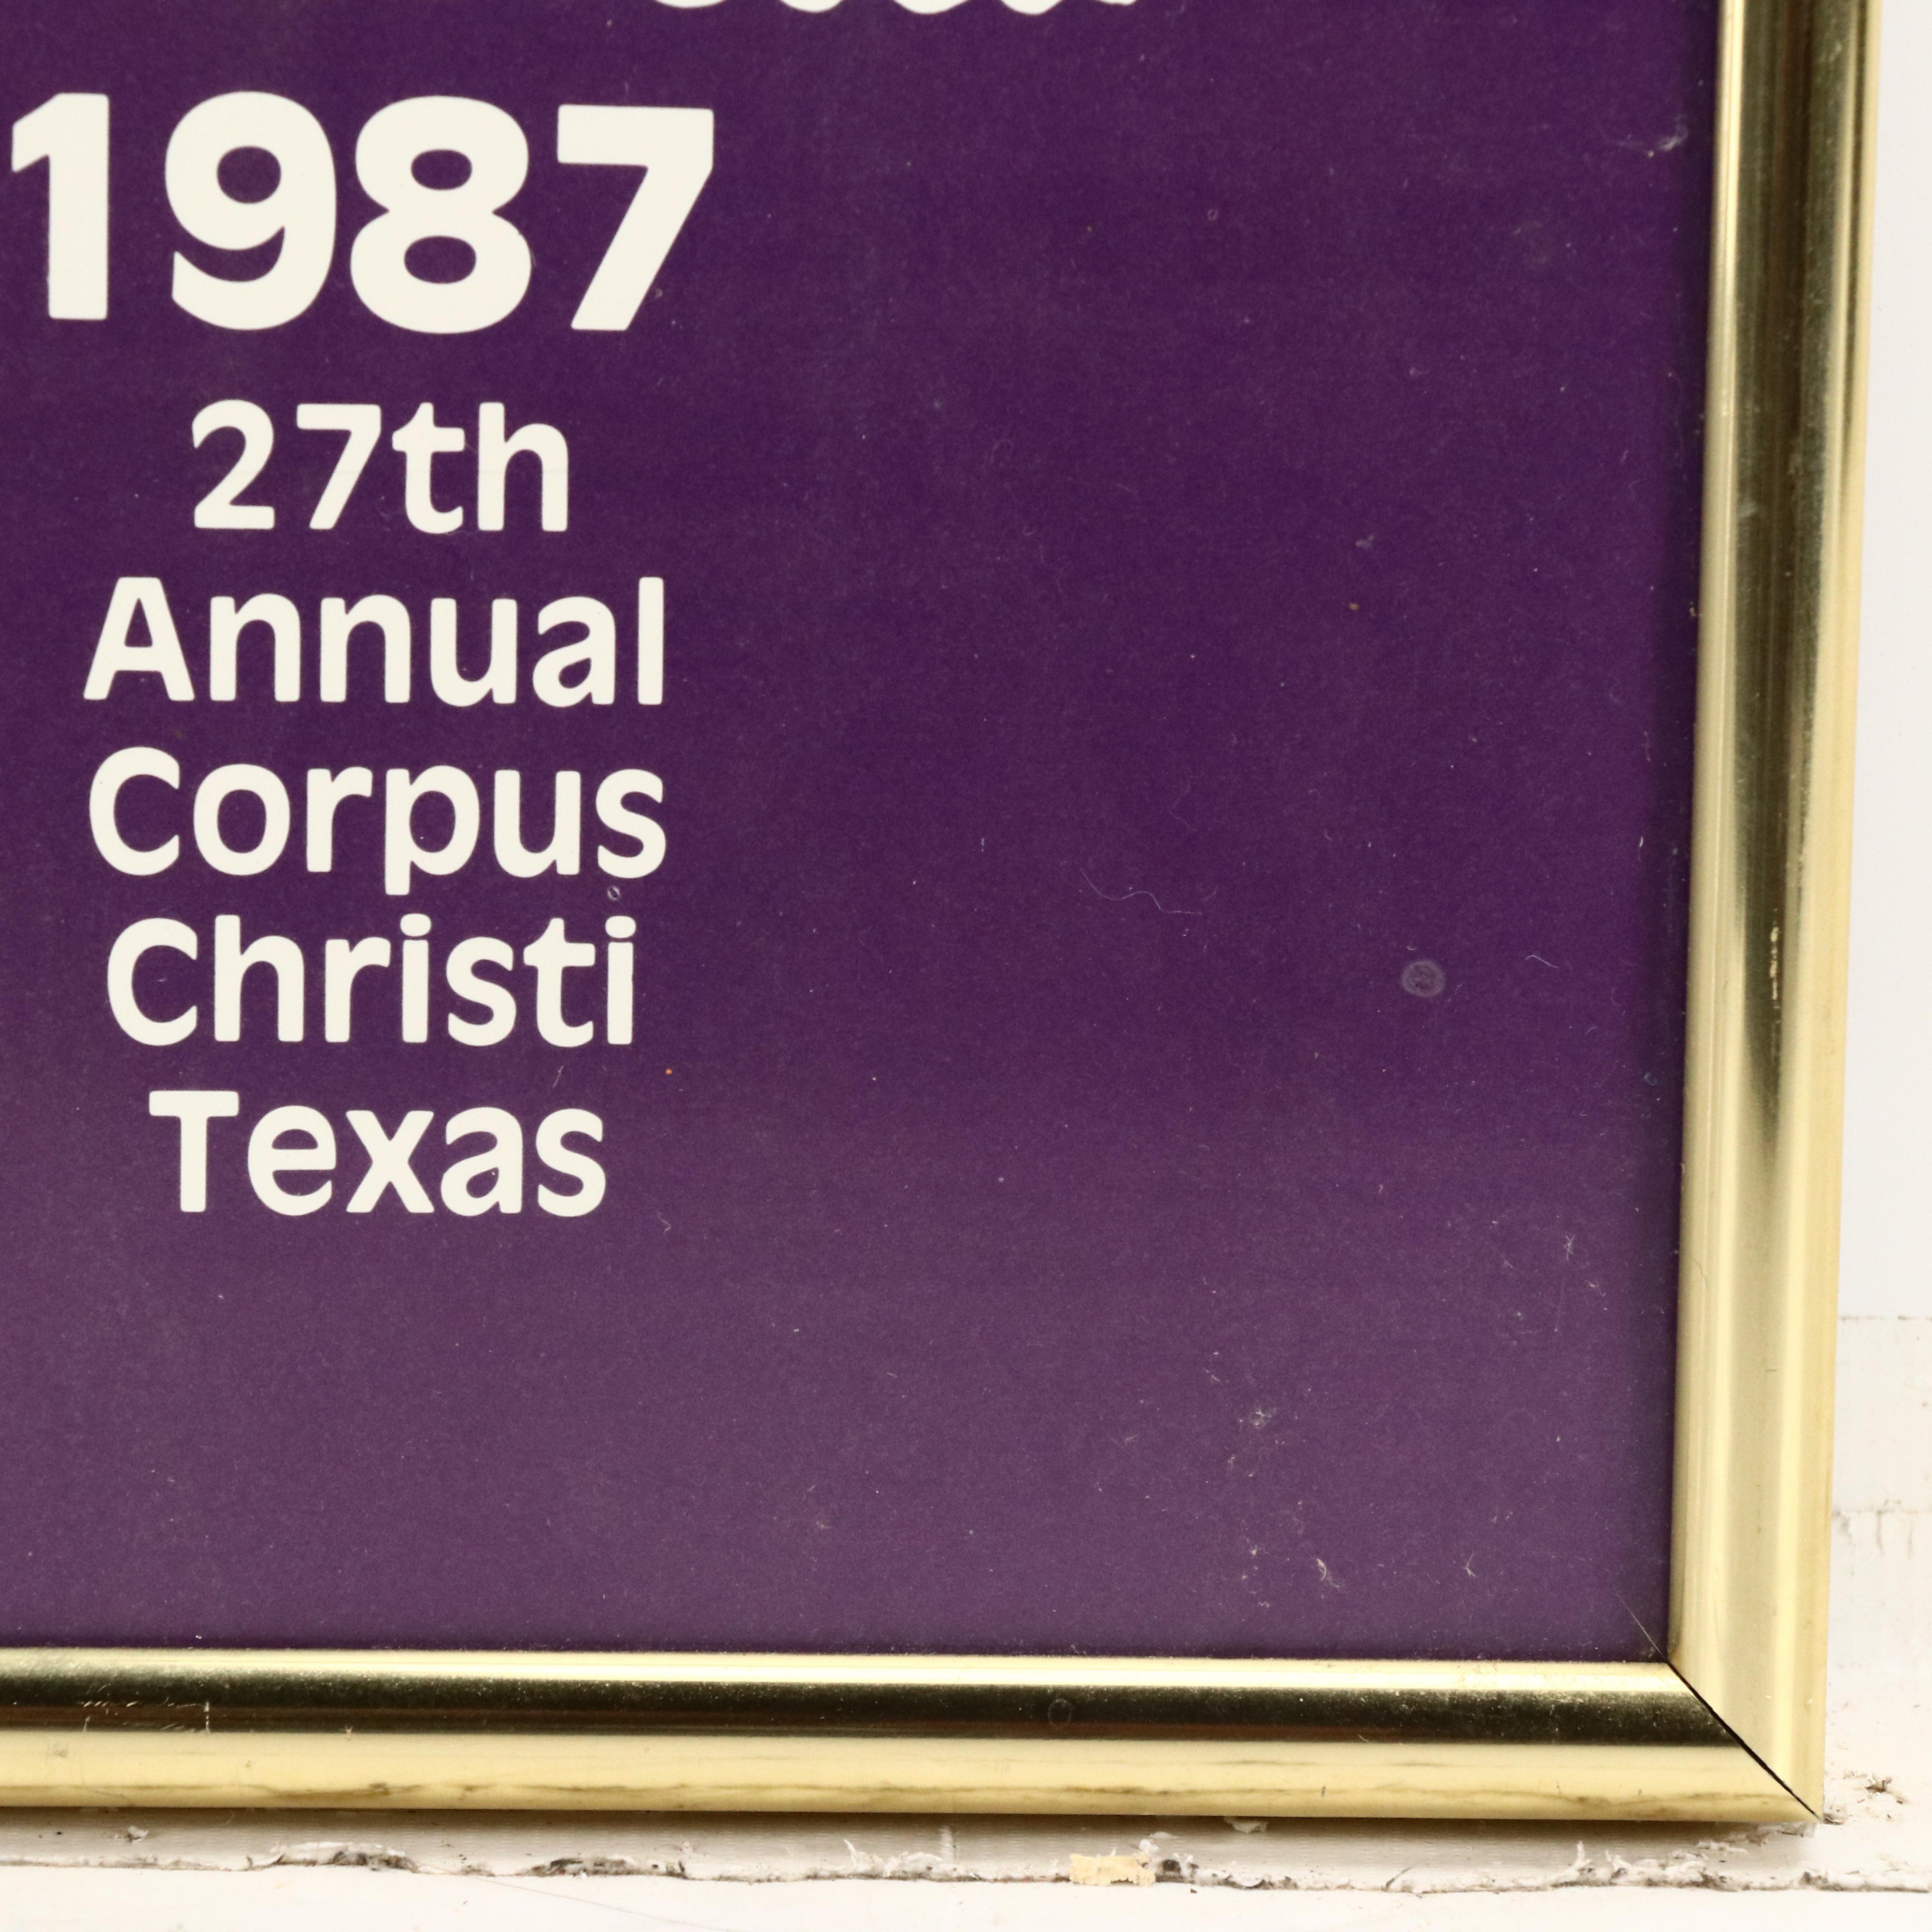 1987
27th
Annual
Corpus
Christi
Texas